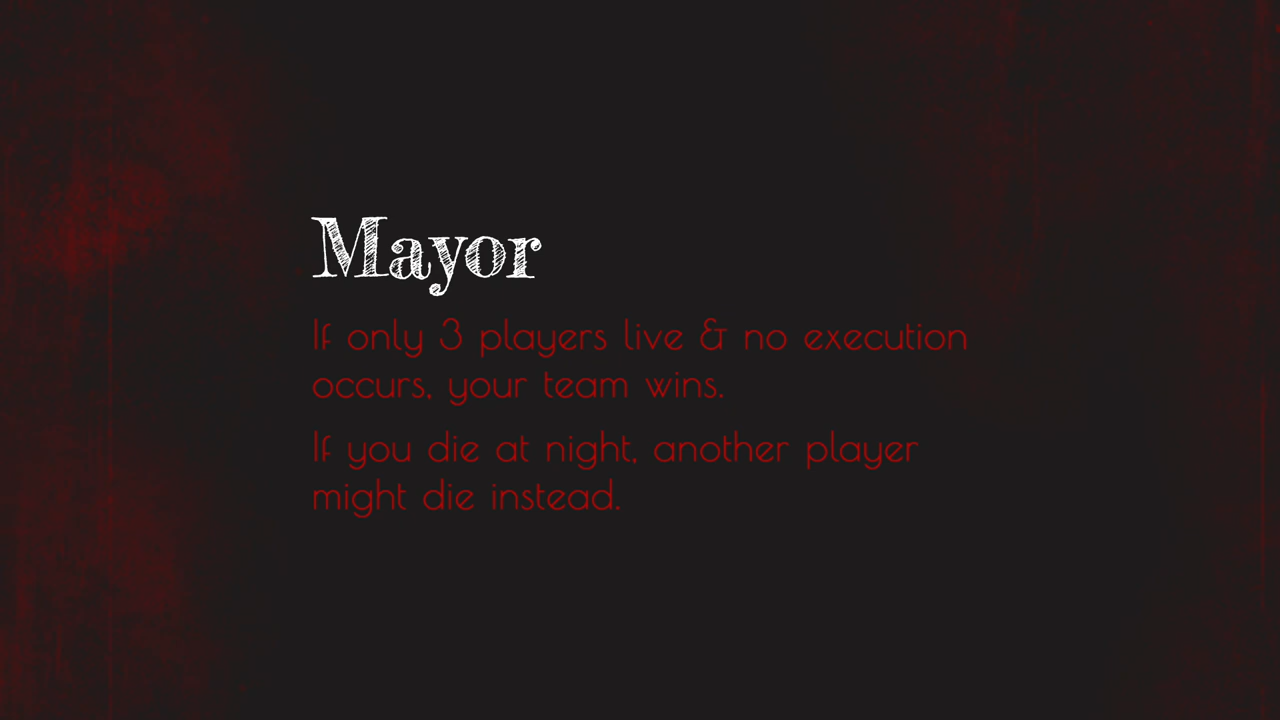 Mayor
If only 3 players live & no execution
occurs, your team wins.
If you die at night, another player
might die instead.